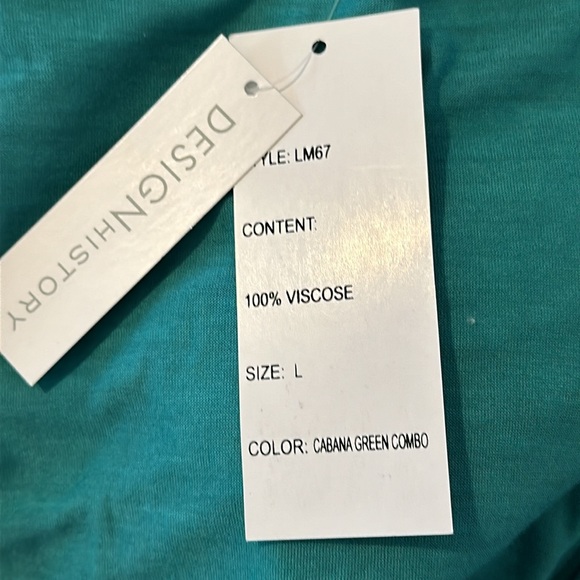 DESIGNHISTORY
YLE: LM67
CONTENT:
100% VISCOSE
SIZE: L
COLOR: CABANA GREEN COMBO